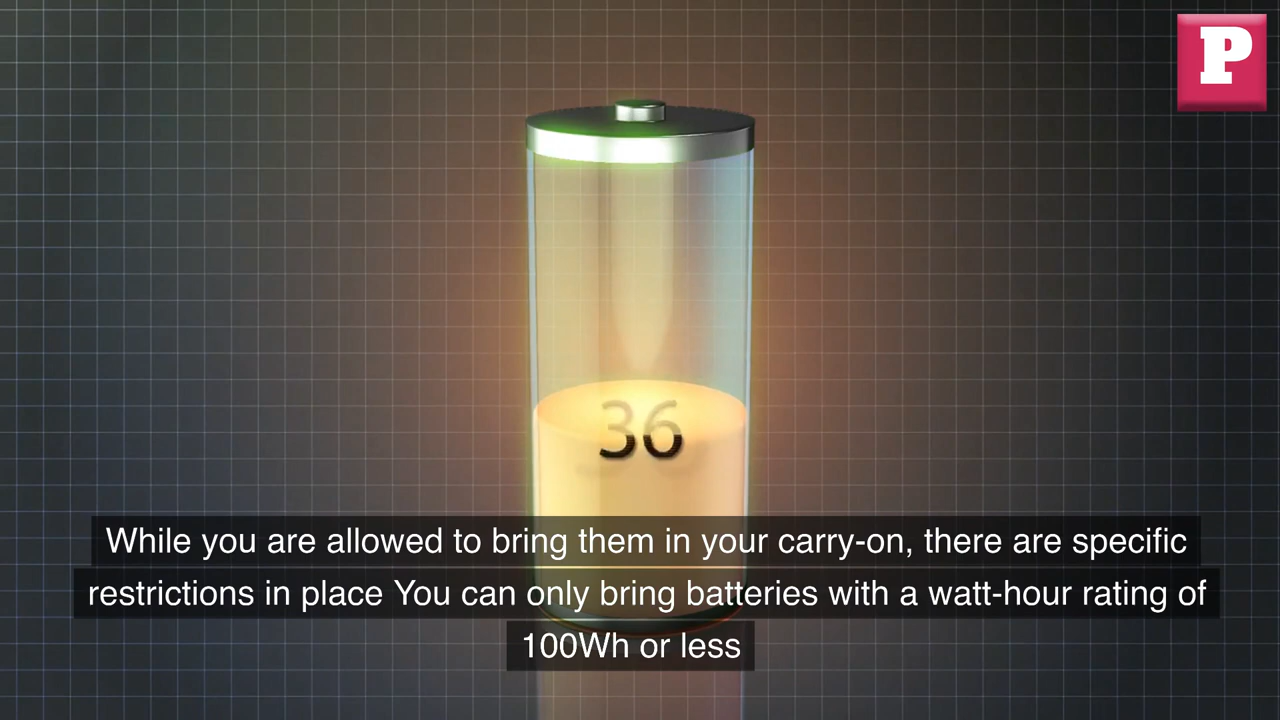 P
36
While you are allowed to bring them in your carry-on, there are specific
restrictions in place You can only bring batteries with a watt-hour rating of
100Wh or less